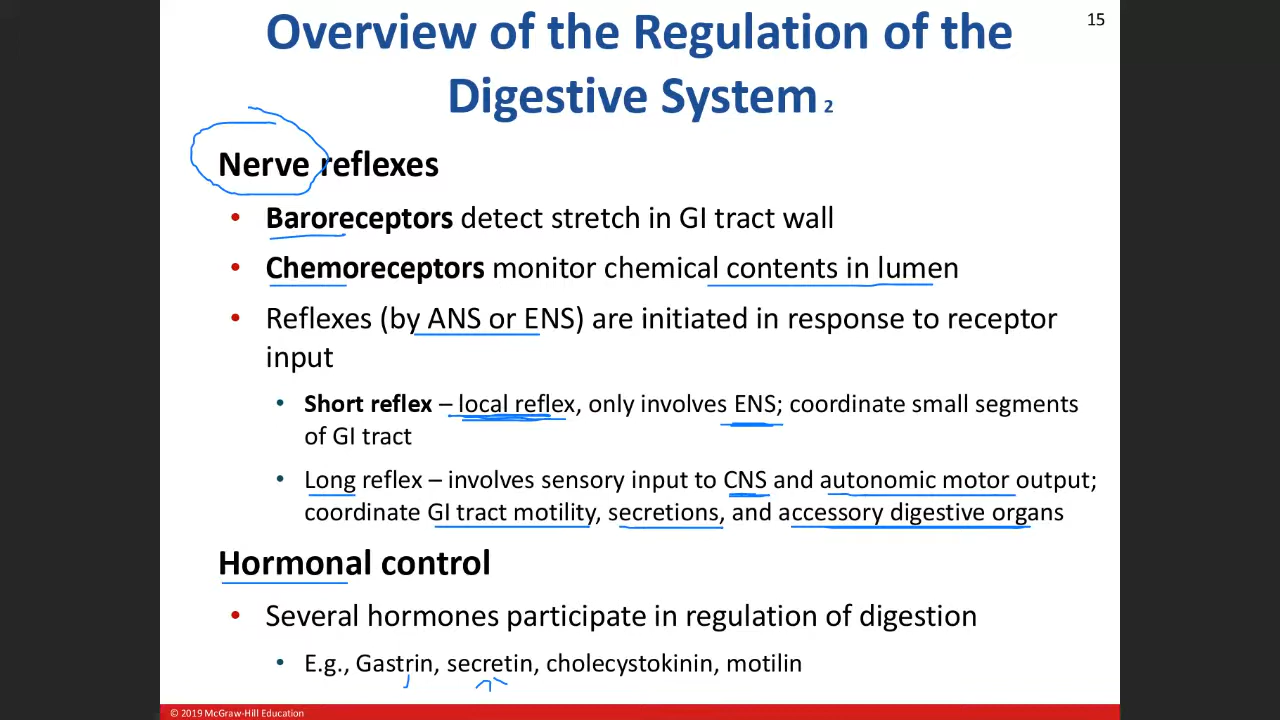 15
Overview of the Regulation of the
Digestive System 2
Nerve reflexes
• Baroreceptors detect stretch in GI tract wall
• Chemoreceptors monitor chemical contents in lumen
• Reflexes (by ANS or ENS) are initiated in response to receptor
input
• Short reflex – local reflex, only involves ENS; coordinate small segments
of GI tract
• Long reflex – involves sensory input to CNS and autonomic motor output;
coordinate GI tract motility, secretions, and accessory digestive organs
Hormonal control
• Several hormones participate in regulation of digestion
• E.g., Gastrin, secretin, cholecystokinin, motilin
© 2019 McGraw-Hill Education